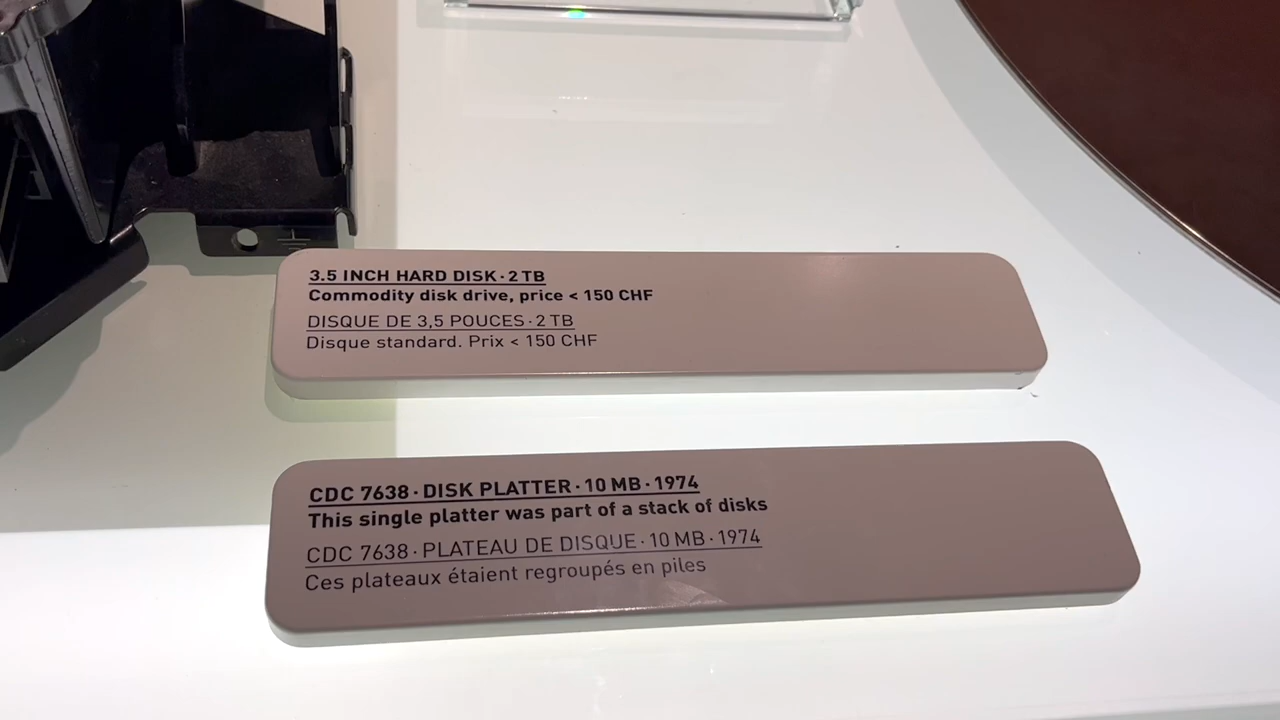 3.5 INCH HARD DISK · 2 TB
Commodity disk drive, price < 150 CHF
DISQUE DE 3,5 POUCES · 2 TB
Disque standard. Prix < 150 CHF
CDC 7638 · DISK PLATTER · 10 MB · 1974
This single platter was part of a stack of disks
CDC 7638 · PLATEAU DE DISQUE · 10 MB · 1974
Ces plateaux étaient regroupés en piles